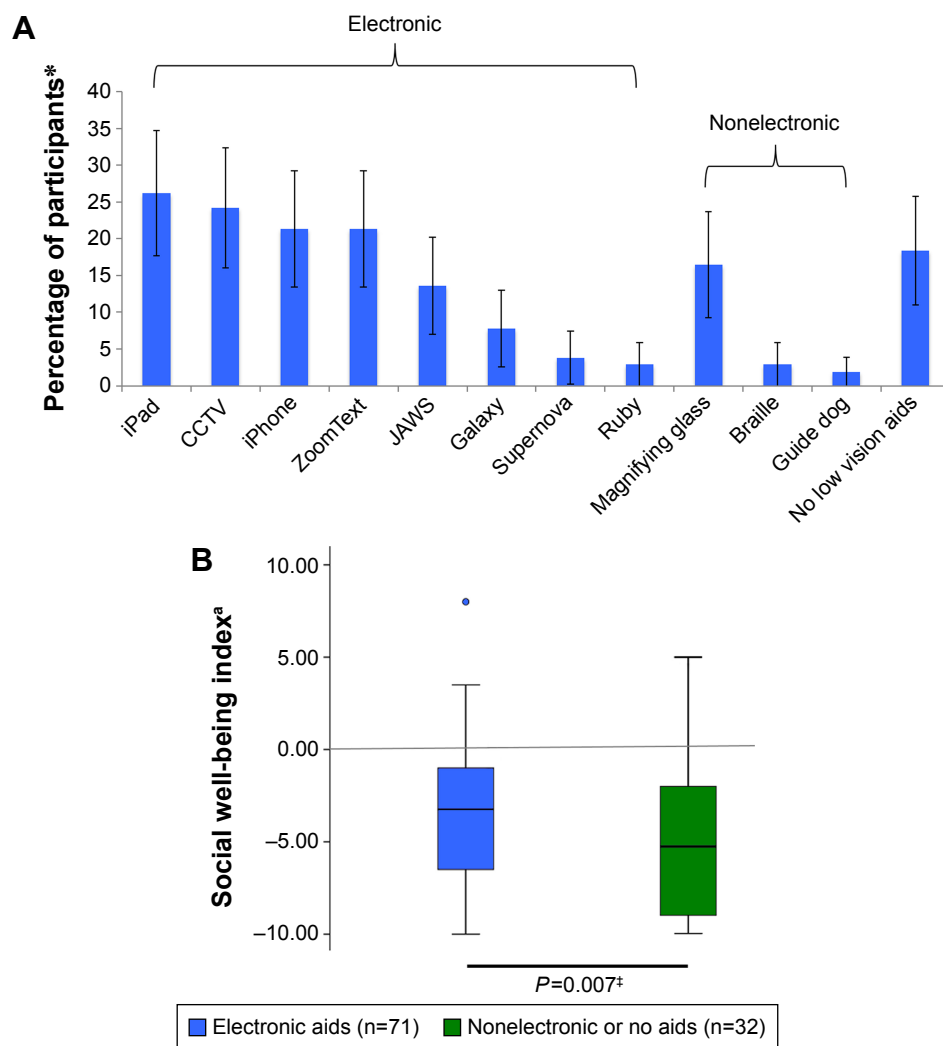 A
Electronic
Nonelectronic
Percentage of participants*
40
35
30
25
20
15
10
5
0
iPad
CCTV
iPhone
ZoomText
JAWS
Galaxy
Supernova
Ruby
Magnifying glass
Braille
Guide dog
No low vision aids
B
Social well-being indexᵃ
10.00
5.00
0.00
−5.00
−10.00
P=0.007‡
Electronic aids (n=71) Nonelectronic or no aids (n=32)